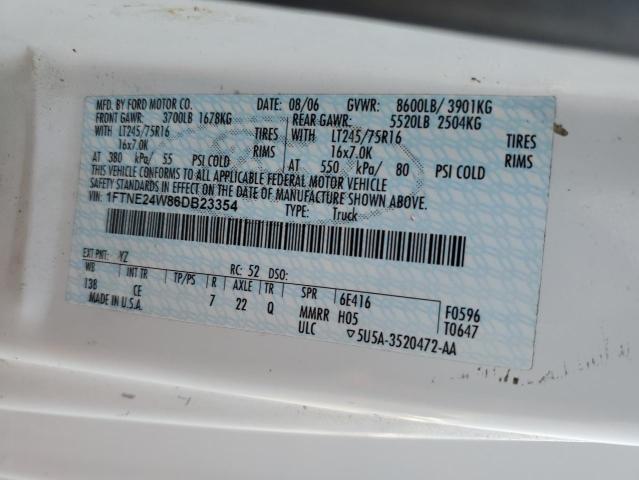 MFD. BY FORD MOTOR CO. DATE: 08/06 GVWR: 8600LB/ 3901KG
FRONT GAWR: 3700LB 1678KG REAR GAWR: 5520LB 2504KG
WITH LT245/75R16 TIRES WITH LT245/75R16 TIRES
16x7.0K RIMS 16x7.0K RIMS
AT 380 kPa/ 55 PSI COLD AT 550 kPa/ 80 PSI COLD
THIS VEHICLE CONFORMS TO ALL APPLICABLE FEDERAL MOTOR VEHICLE
SAFETY STANDARDS IN EFFECT ON THE DATE OF MANUFACTURE SHOWN ABOVE.
VIN: 1FTNE24W86DB23354
TYPE: Truck
EXT PNT: YZ RC: 52 DSO:
WB INT TR TP/PS R AXLE TR SPR 6E416 F0596
138 CE 7 22 Q MMRR H05 T0647
MADE IN U.S.A. ULC ▽5U5A-3520472-AA